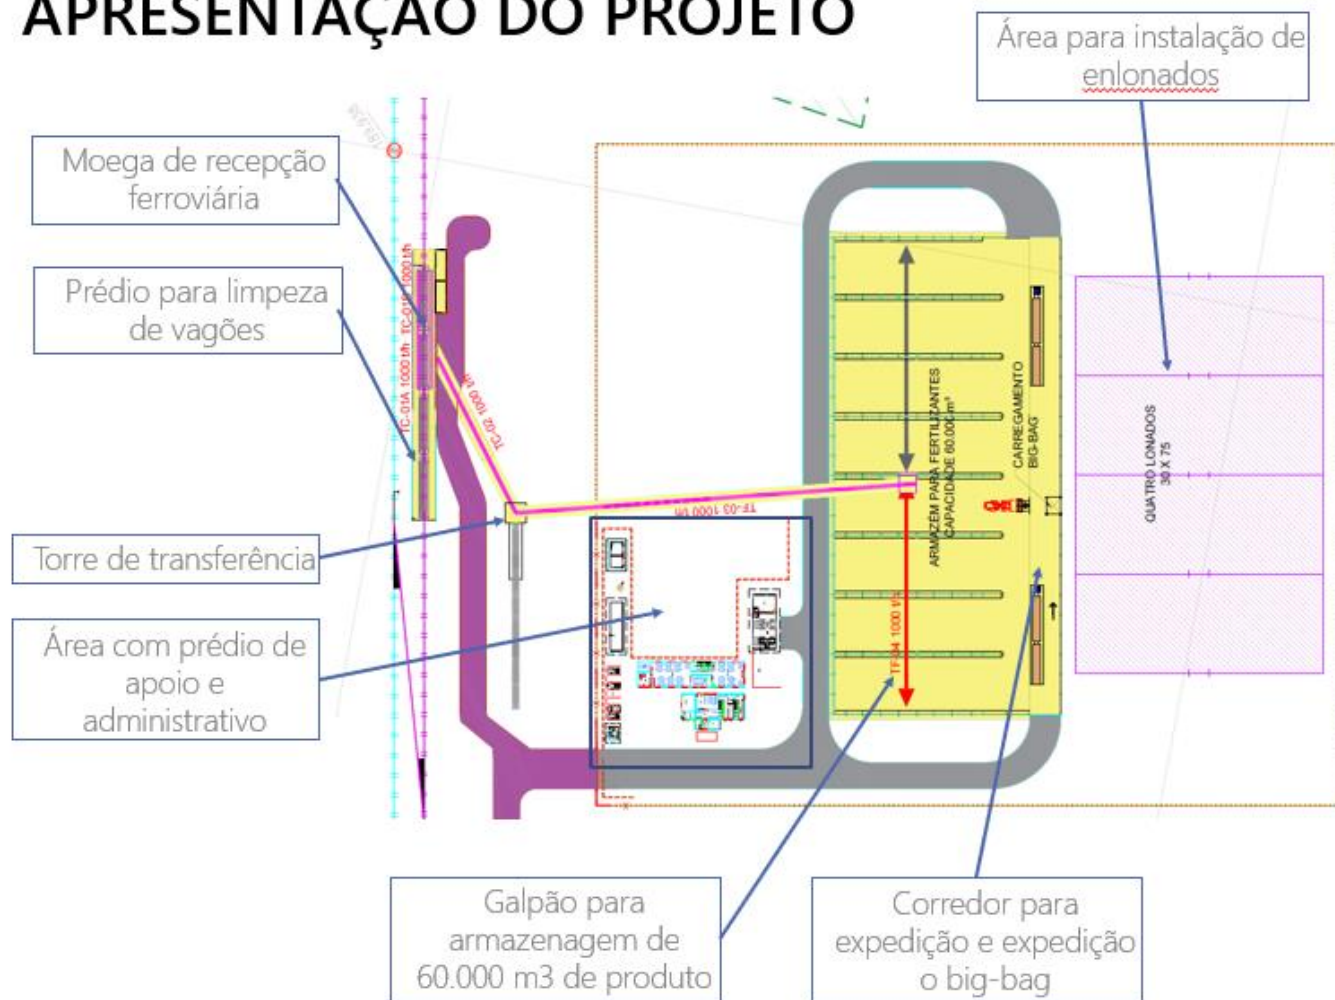 APRESENTAÇÃO DO PROJETO
Área para instalação de
enlonados
Moega de recepção
ferroviária
Prédio para limpeza
de vagões
Torre de transferência
Área com prédio de
apoio e
administrativo
TC-01A 1000 t/h
TC-01B 1000 t/h
TC-02 1000 t/h
TF-03 1000 t/h
TF-04 1000 t/h
ARMAZÉM PARA FERTILIZANTES
CAPACIDADE 60.000 m³
CARREGAMENTO
BIG-BAG
QUATRO LONADOS
30 X 75
Galpão para
armazenagem de
60.000 m3 de produto
Corredor para
expedição e expedição
o big-bag